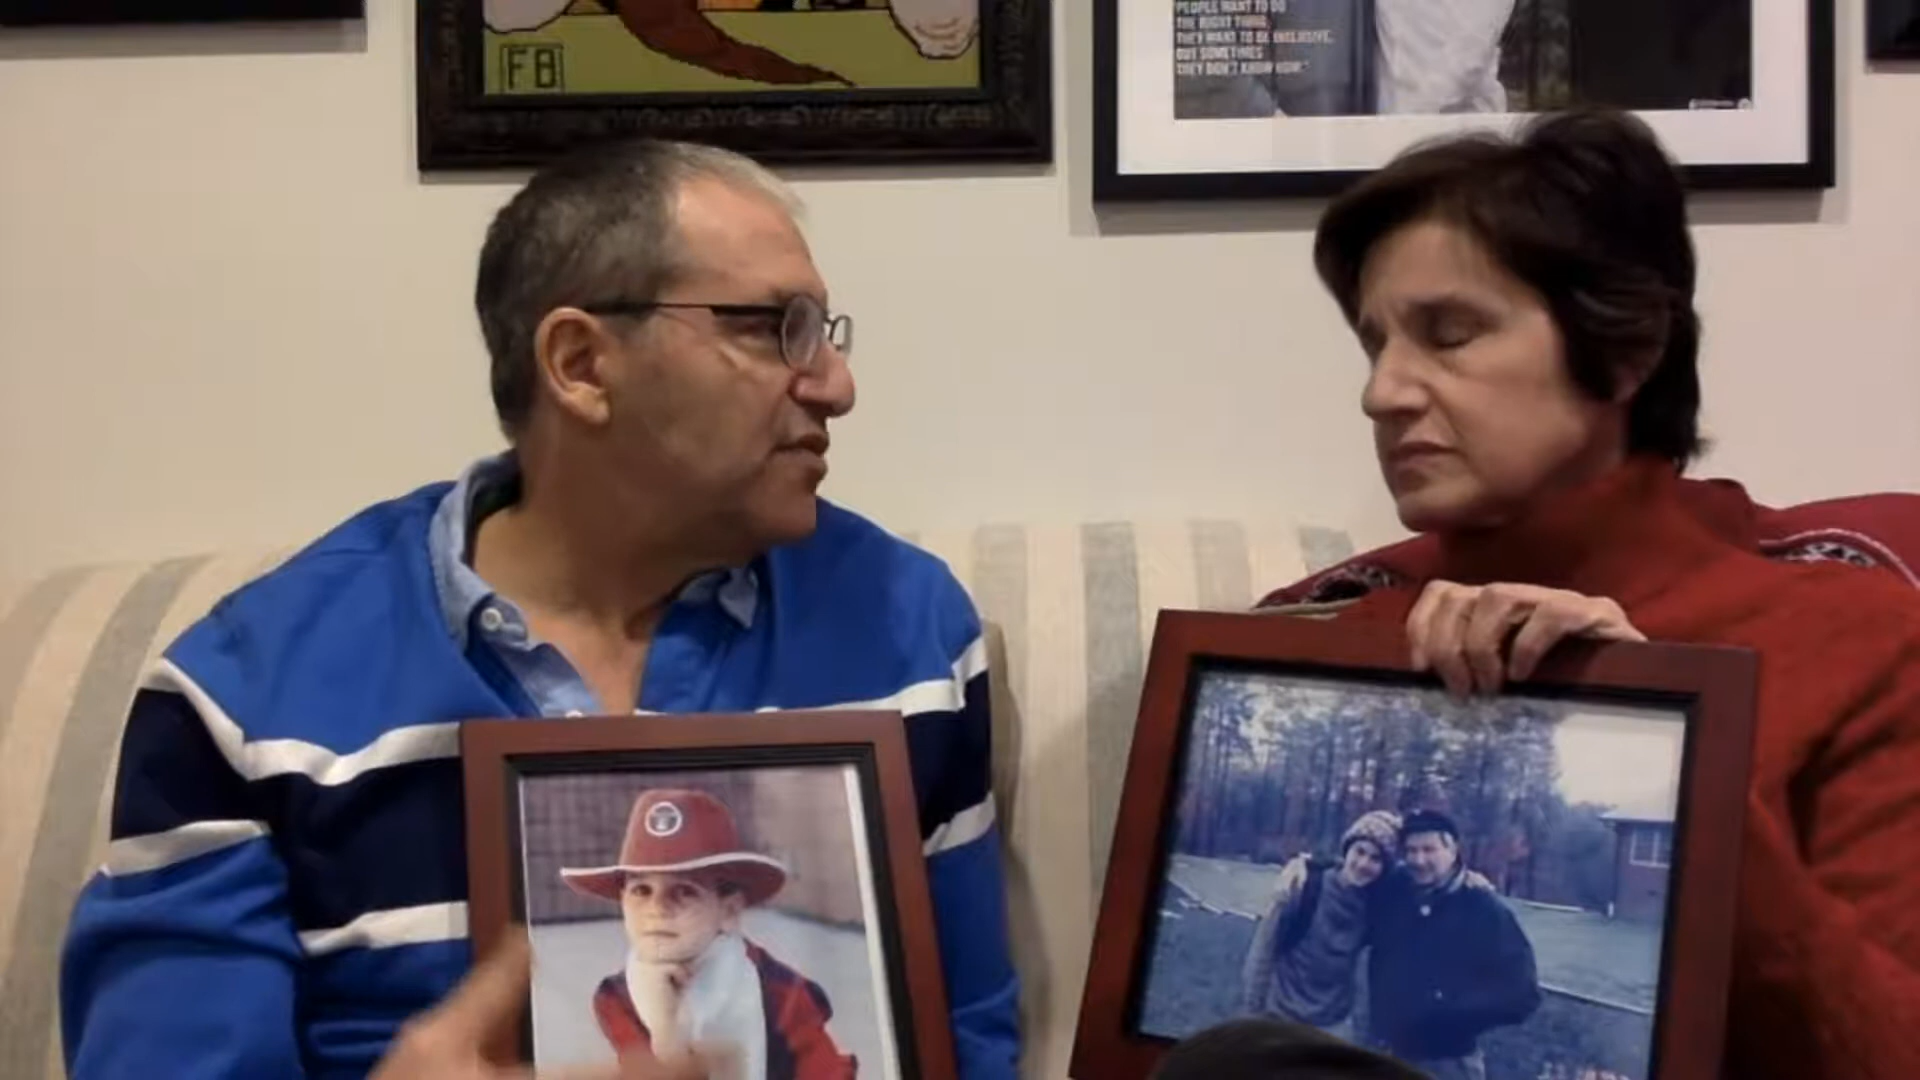 FB
PEOPLE WANT TO DO
THE RIGHT THING.
THEY WANT TO BE INCLUSIVE.
BUT SOMETIMES
THEY DON'T KNOW HOW."